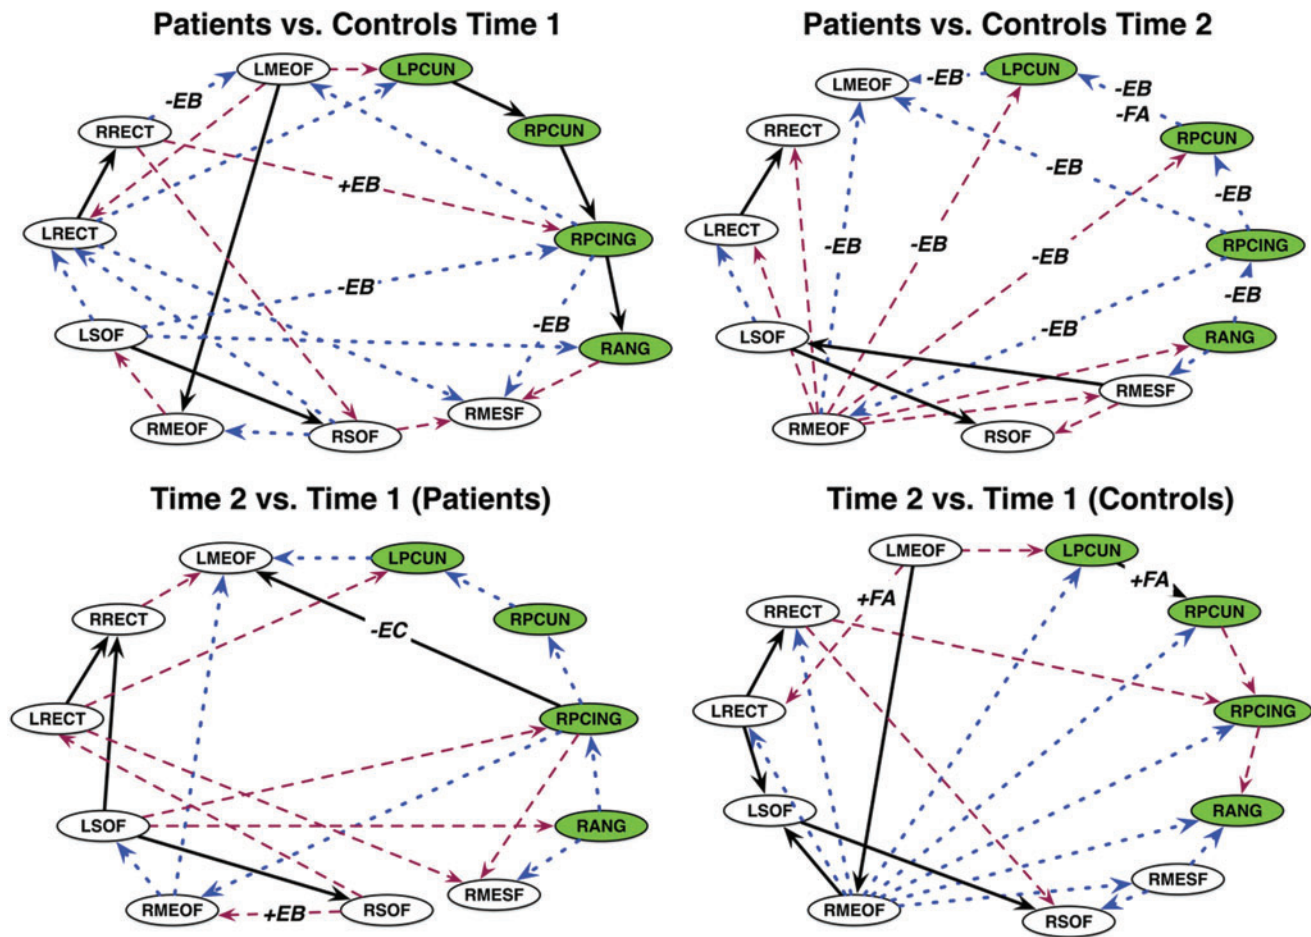 Patients vs. Controls Time 1
LMEOF
LPCUN
-EB
RRECT
RPCUN
+EB
LRECT
RPCING
-EB
-EB
LSOF
RANG
RMESF
RMEOF
RSOF
Patients vs. Controls Time 2
LPCUN
LMEOF
-EB
-EB
-FA
RRECT
RPCUN
-EB
-EB
LRECT
RPCING
-EB
-EB
-EB
-EB
-EB
LSOF
RANG
RMESF
RMEOF
RSOF
Time 2 vs. Time 1 (Patients)
LMEOF
LPCUN
RRECT
RPCUN
-EC
LRECT
RPCING
LSOF
RANG
RMESF
RMEOF
+EB
RSOF
Time 2 vs. Time 1 (Controls)
LMEOF
LPCUN
+FA
+FA
RRECT
RPCUN
LRECT
RPCING
LSOF
RANG
RMESF
RMEOF
RSOF